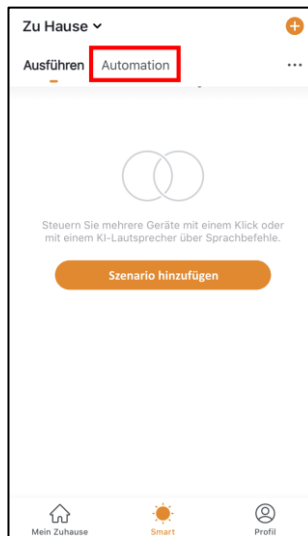 Zu Hause
Ausführen Automation
Steuern Sie mehrere Geräte mit einem Klick oder
mit einem KI-Lautsprecher über Sprachbefehle.
Szenario hinzufügen
Mein Zuhause Smart Profil